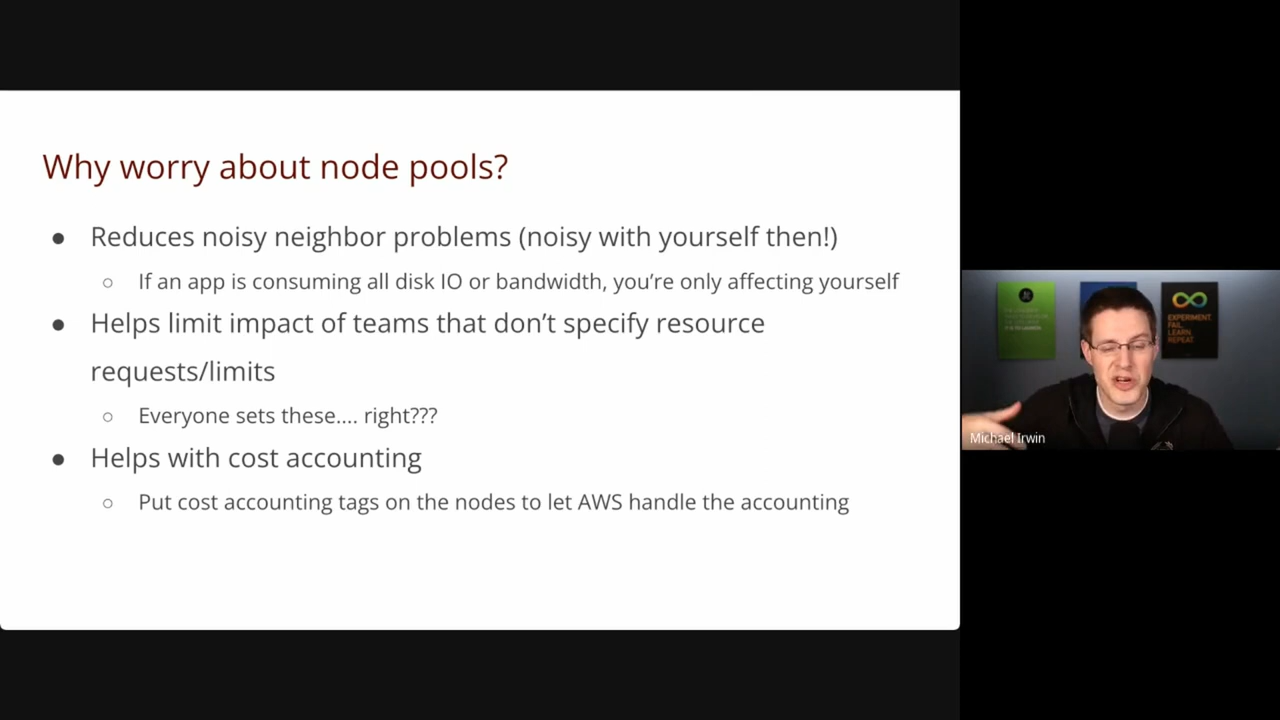 Why worry about node pools?
● Reduces noisy neighbor problems (noisy with yourself then!)
○ If an app is consuming all disk IO or bandwidth, you’re only affecting yourself
● Helps limit impact of teams that don’t specify resource
requests/limits
○ Everyone sets these.... right???
● Helps with cost accounting
○ Put cost accounting tags on the nodes to let AWS handle the accounting
EXPERIMENT.
FAIL.
LEARN.
REPEAT.
Michael Irwin